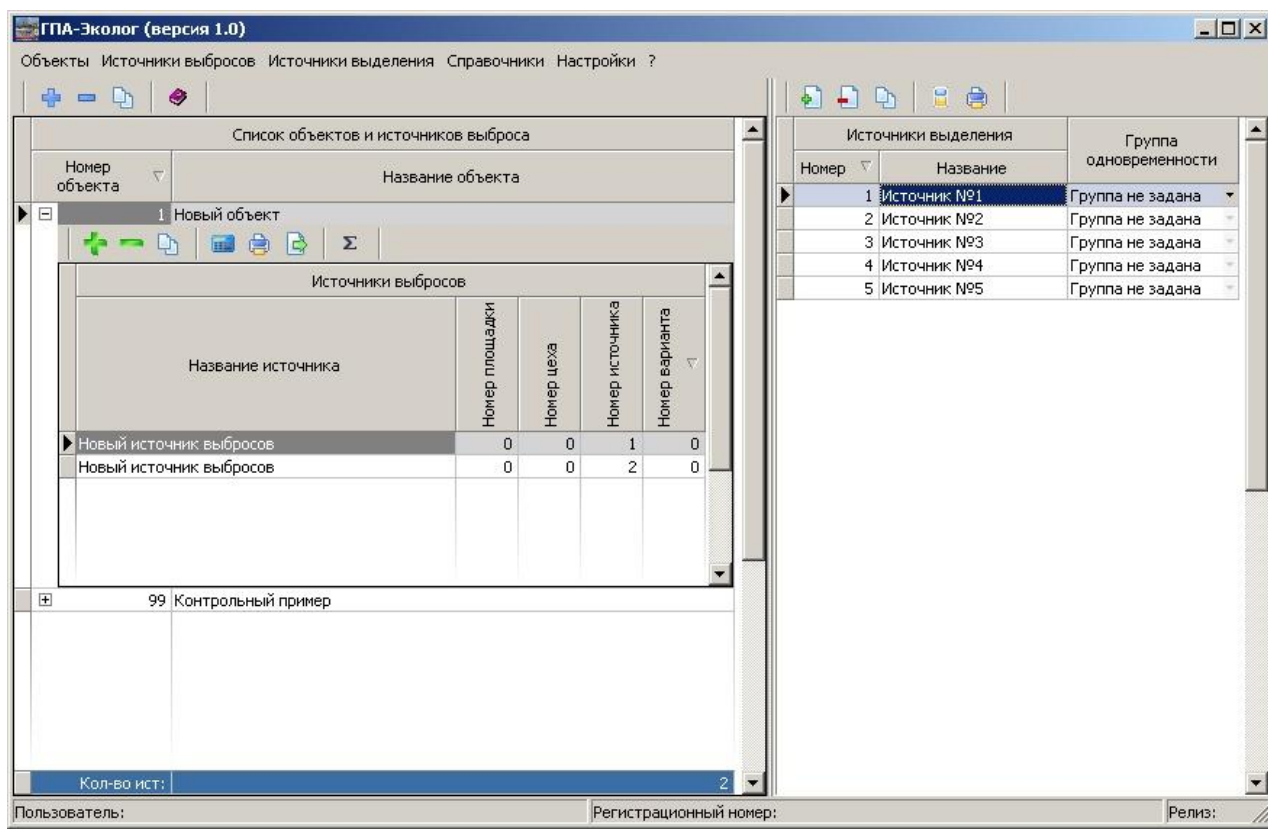 ГПА-Эколог (версия 1.0)
Объекты Источники выбросов Источники выделения Справочники Настройки ?
Список объектов и источников выброса
Номер объекта
Название объекта
1 Новый объект
Σ
Источники выбросов
Название источника
Номер площадки
Номер цеха
Номер источника
Номер варианта
Новый источник выбросов 0 0 1 0
Новый источник выбросов 0 0 2 0
99 Контрольный пример
Кол-во ист: 2
Источники выделения
Группа одновременности
Номер Название
1 Источник №1 Группа не задана
2 Источник №2 Группа не задана
3 Источник №3 Группа не задана
4 Источник №4 Группа не задана
5 Источник №5 Группа не задана
Пользователь: Регистрационный номер: Релиз: